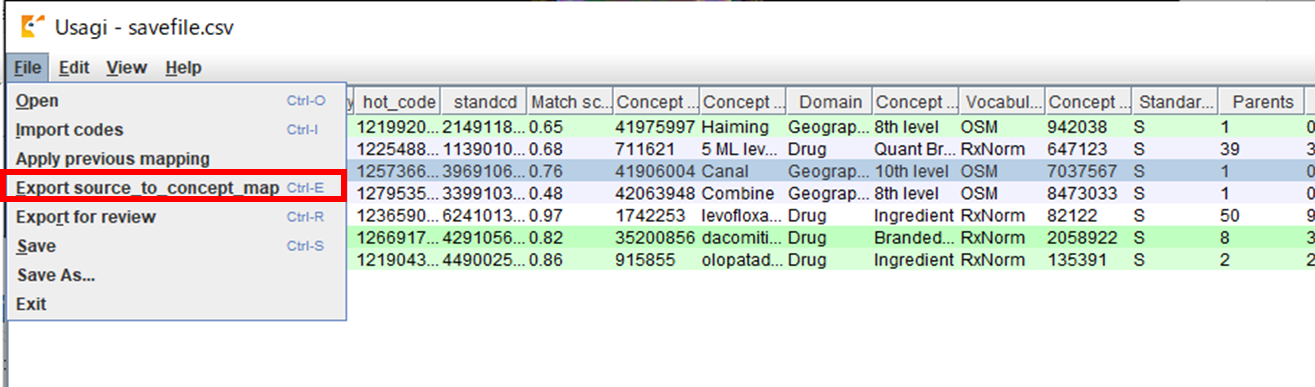 Usagi - savefile.csv
File Edit View Help
Open Ctrl-O
Import codes Ctrl-I
Apply previous mapping
Export source_to_concept_map Ctrl-E
Export for review Ctrl-R
Save Ctrl-S
Save As...
Exit
y hot_code standcd Match sc... Concept ... Concept ... Domain Concept ... Vocabul... Concept ... Standar... Parents
1219920... 2149118... 0.65 41975997 Haiming Geograp... 8th level OSM 942038 S 1 0
1225488... 1139010... 0.68 711621 5 ML lev... Drug Quant Br... RxNorm 647123 S 39 3
1257366... 3969106... 0.76 41906004 Canal Geograp... 10th level OSM 7037567 S 1 0
1279535... 3399103... 0.48 42063948 Combine Geograp... 8th level OSM 8473033 S 1 0
1236590... 6241013... 0.97 1742253 levofloxa... Drug Ingredient RxNorm 82122 S 50 9
1266917... 4291056... 0.82 35200856 dacomiti... Drug Branded... RxNorm 2058922 S 8 3
1219043... 4490025... 0.86 915855 olopatad... Drug Ingredient RxNorm 135391 S 2 2